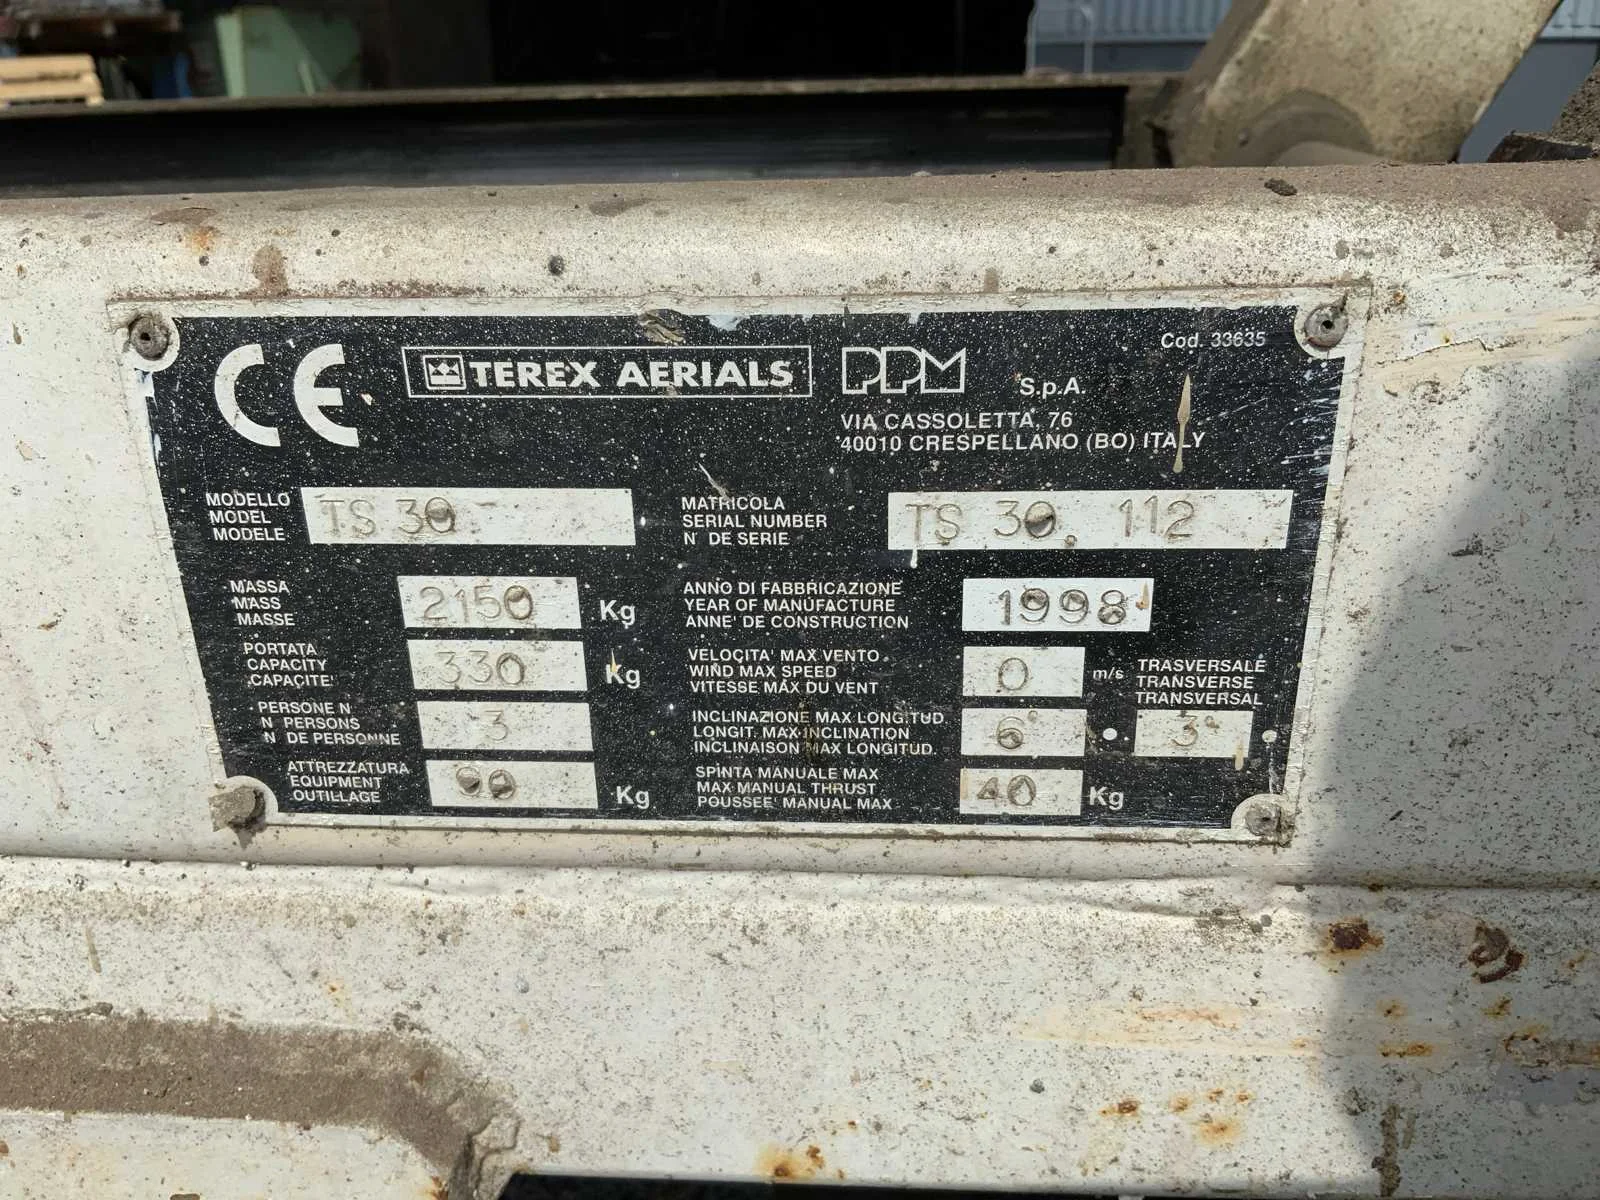 CE TEREX AERIALS PPM S.p.A. Cod. 33635
VIA CASSOLETTA, 76
40010 CRESPELLANO (BO) ITALY
MODELLO
MODEL
MODELE
TS 30
MATRICOLA
SERIAL NUMBER
N° DE SERIE
TS 30. 112
MASSA
MASS
MASSE
2150 Kg
ANNO DI FABBRICAZIONE
YEAR OF MANUFACTURE
ANNE' DE CONSTRUCTION
1998
PORTATA
CAPACITY
CAPACITE'
330 Kg
VELOCITA' MAX VENTO
WIND MAX SPEED
VITESSE MAX DU VENT
0 m/s
TRASVERSALE
TRANSVERSE
TRANSVERSAL
PERSONE N
N PERSONS
N DE PERSONNE
3
INCLINAZIONE MAX LONGITUD
LONGIT. MAX INCLINATION
INCLINAISON MAX LONGITUD.
6° 3°
ATTREZZATURA
EQUIPMENT
OUTILLAGE
90 Kg
SPINTA MANUALE MAX
MAX MANUAL THRUST
POUSSEE' MANUAL MAX
40 Kg